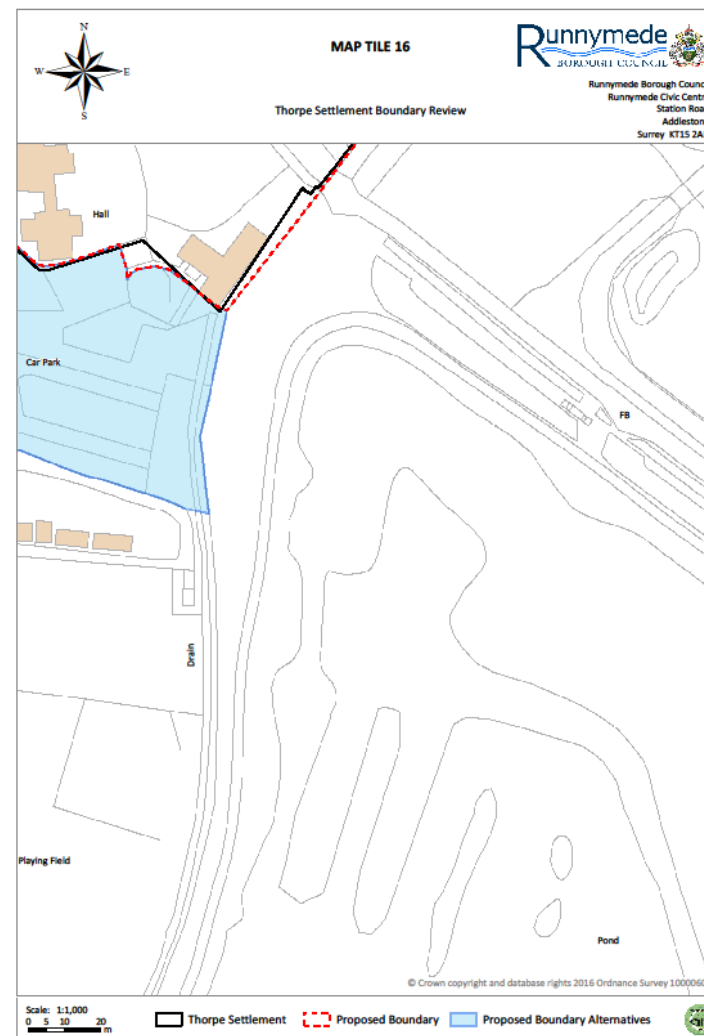 N
W E
S
MAP TILE 16
Thorpe Settlement Boundary Review
Runnymede
BOROUGH COUNCIL
Runnymede Borough Counc
Runnymede Civic Centr
Station Roa
Addleston
Surrey KT15 2A
Hall
Car Park
FB
Drain
Playing Field
Pond
© Crown copyright and database rights 2016 Ordnance Survey 1000060
Scale: 1:1,000
0 5 10 20
m
Thorpe Settlement
Proposed Boundary
Proposed Boundary Alternatives